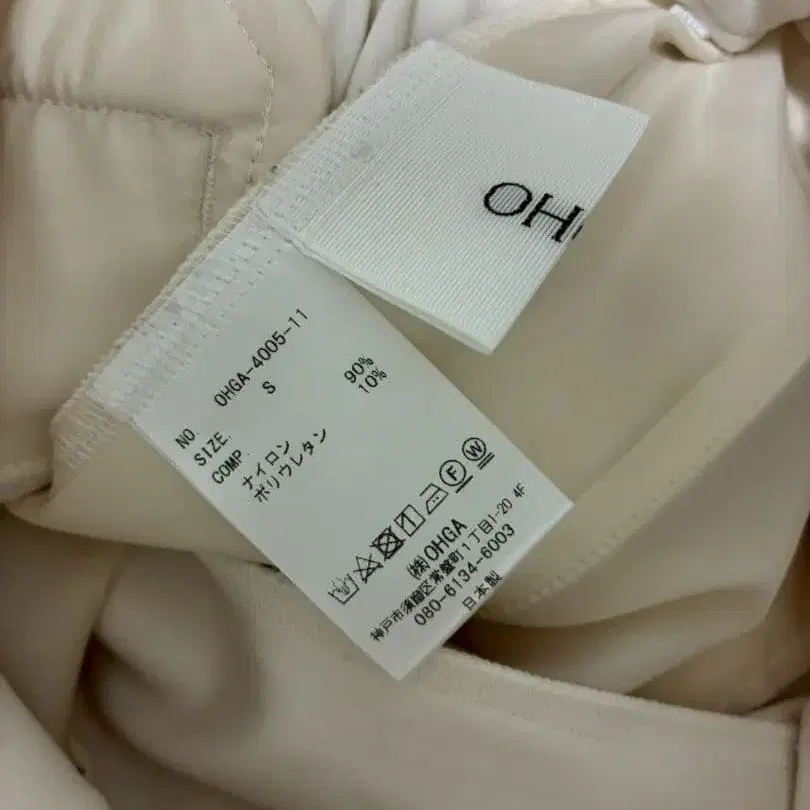 OH
NO. OHGA-4005-11
SIZE. S
COMP.
ナイロン 90%
ポリウレタン 10%
(株)OHGA
神戸市須磨区常盤町1丁目1-20 4F
080-6134-6003
日本製